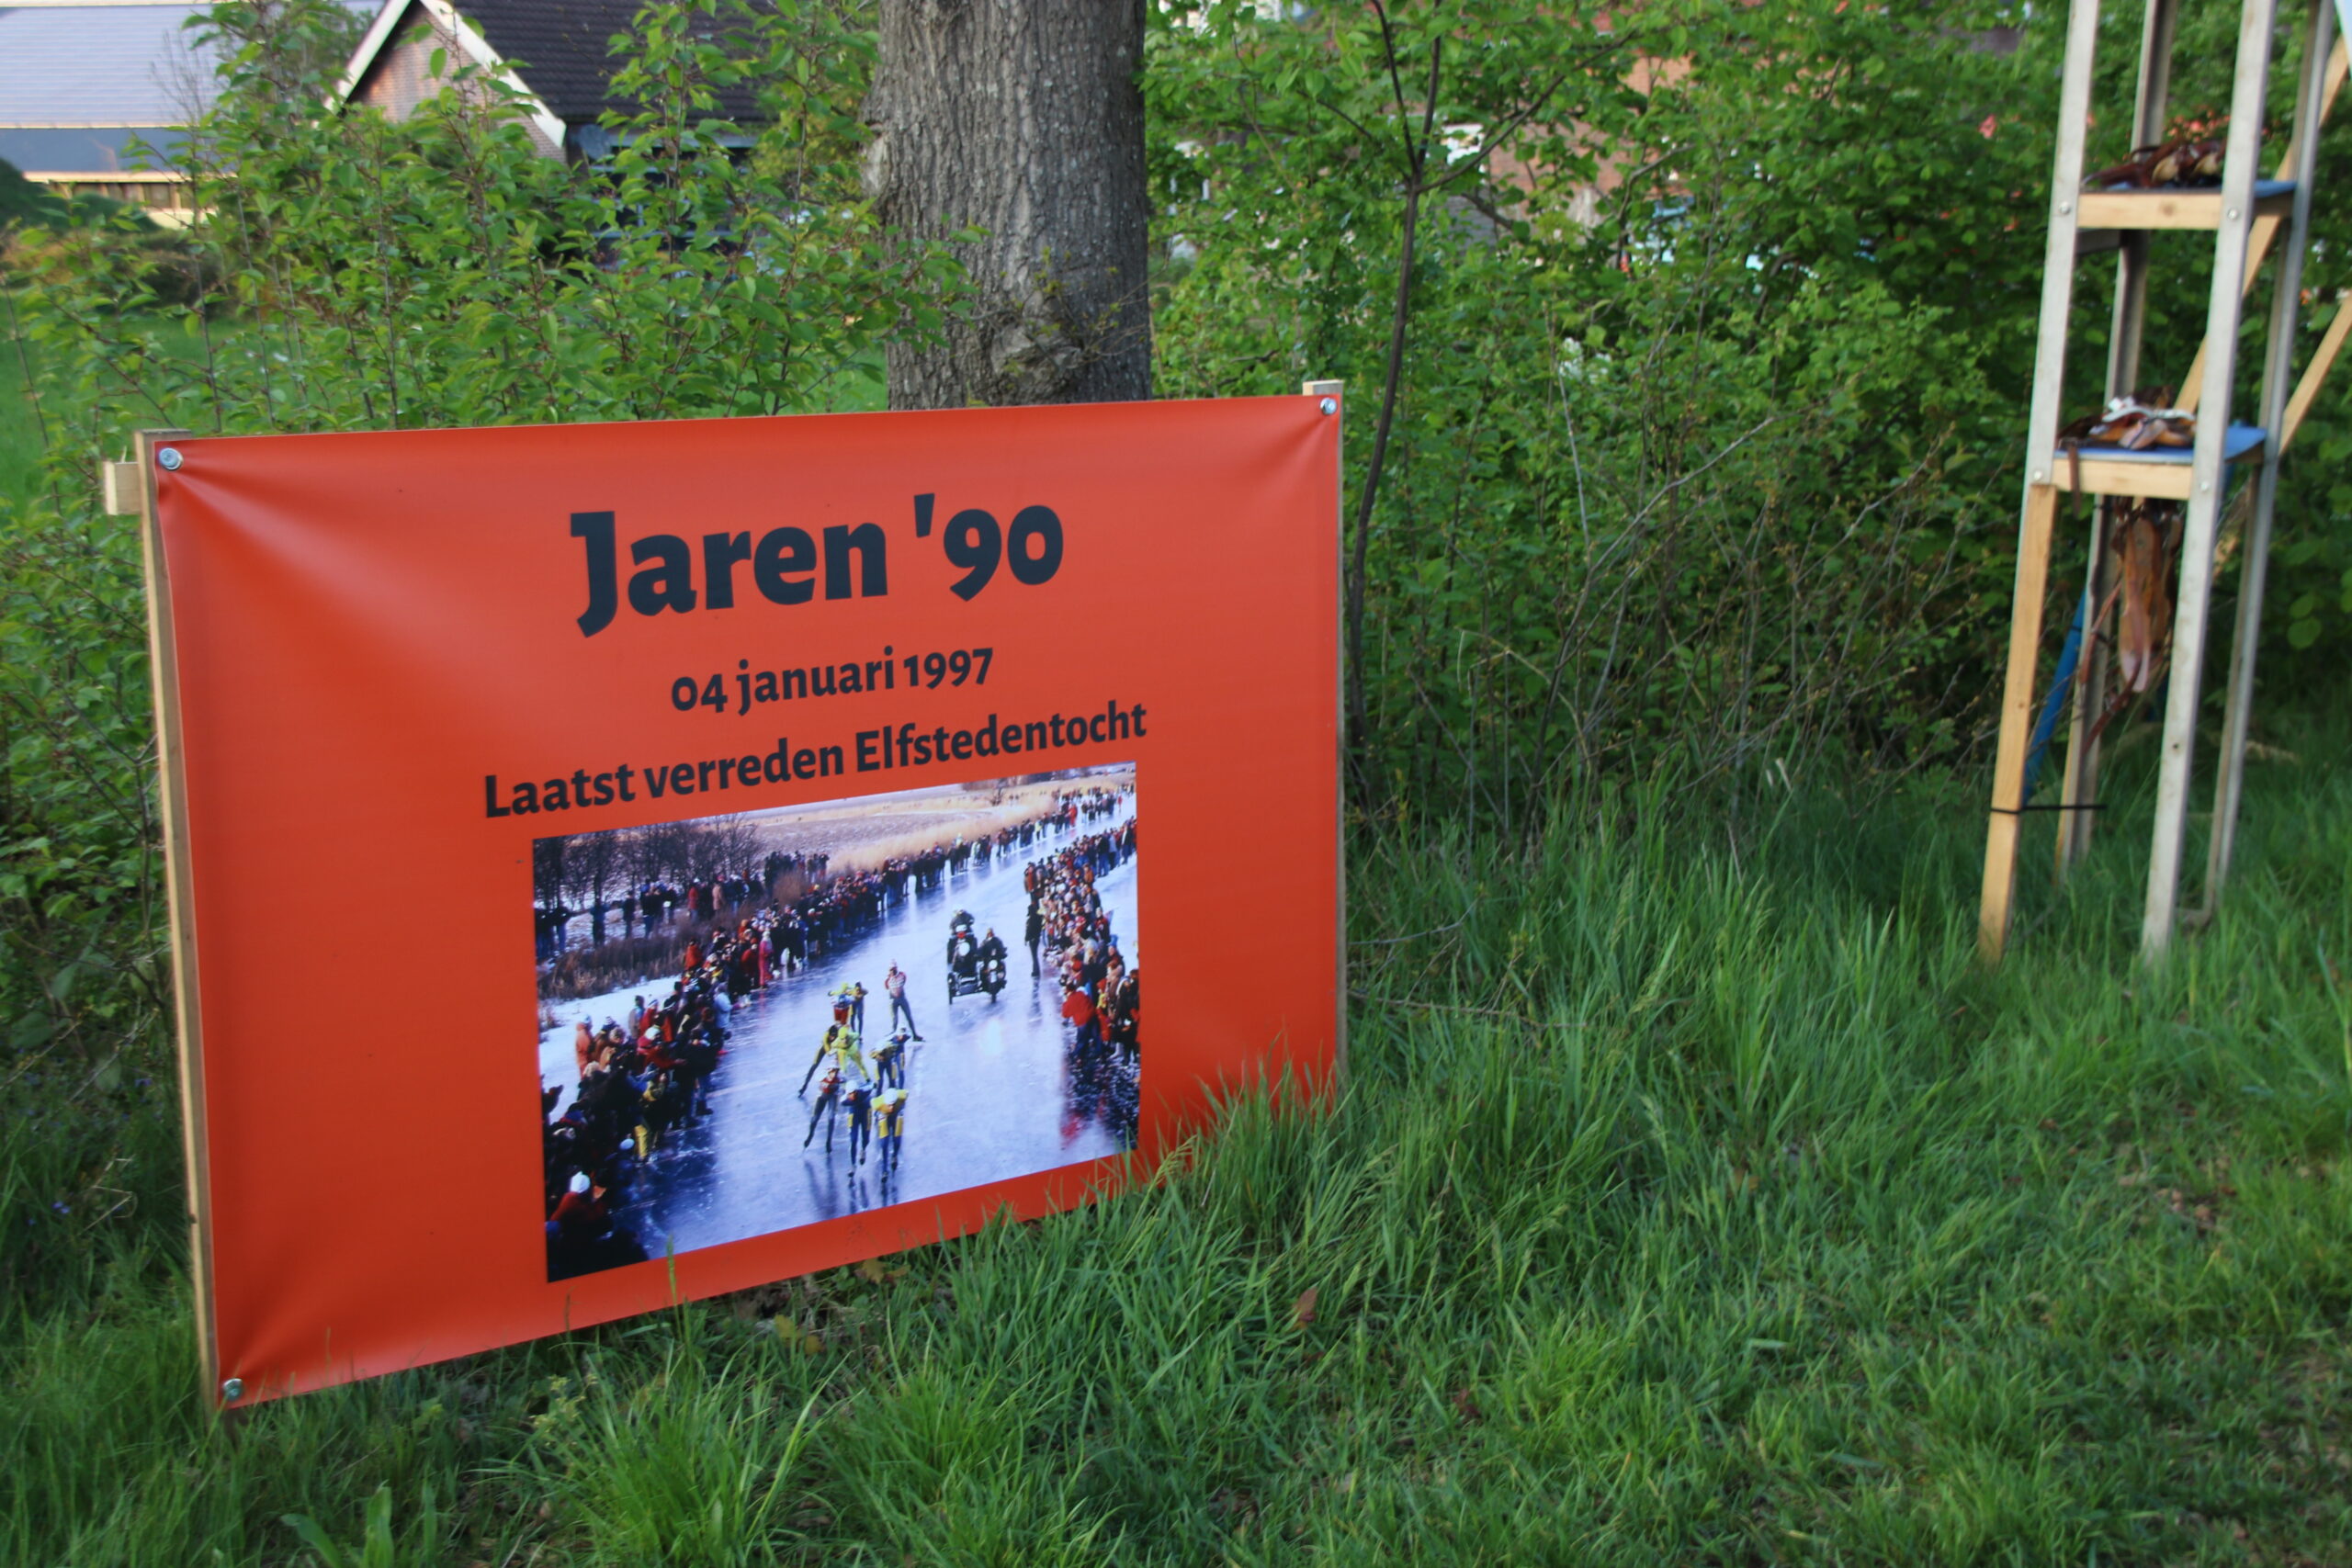 Jaren '90
04 januari 1997
Laatst verreden Elfstedentocht